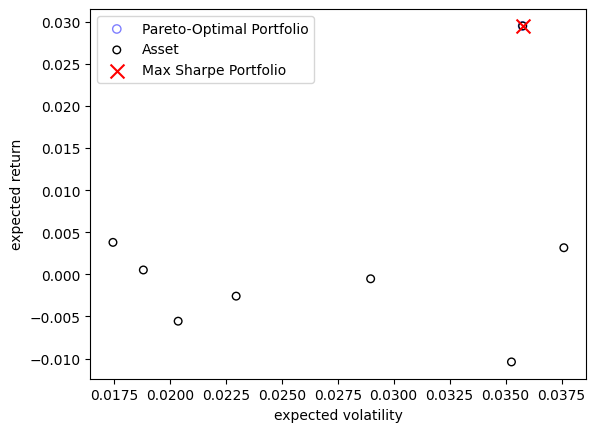 Pareto-Optimal Portfolio
Asset
Max Sharpe Portfolio
expected return
0.030
0.025
0.020
0.015
0.010
0.005
0.000
−0.005
−0.010
0.0175 0.0200 0.0225 0.0250 0.0275 0.0300 0.0325 0.0350 0.0375
expected volatility